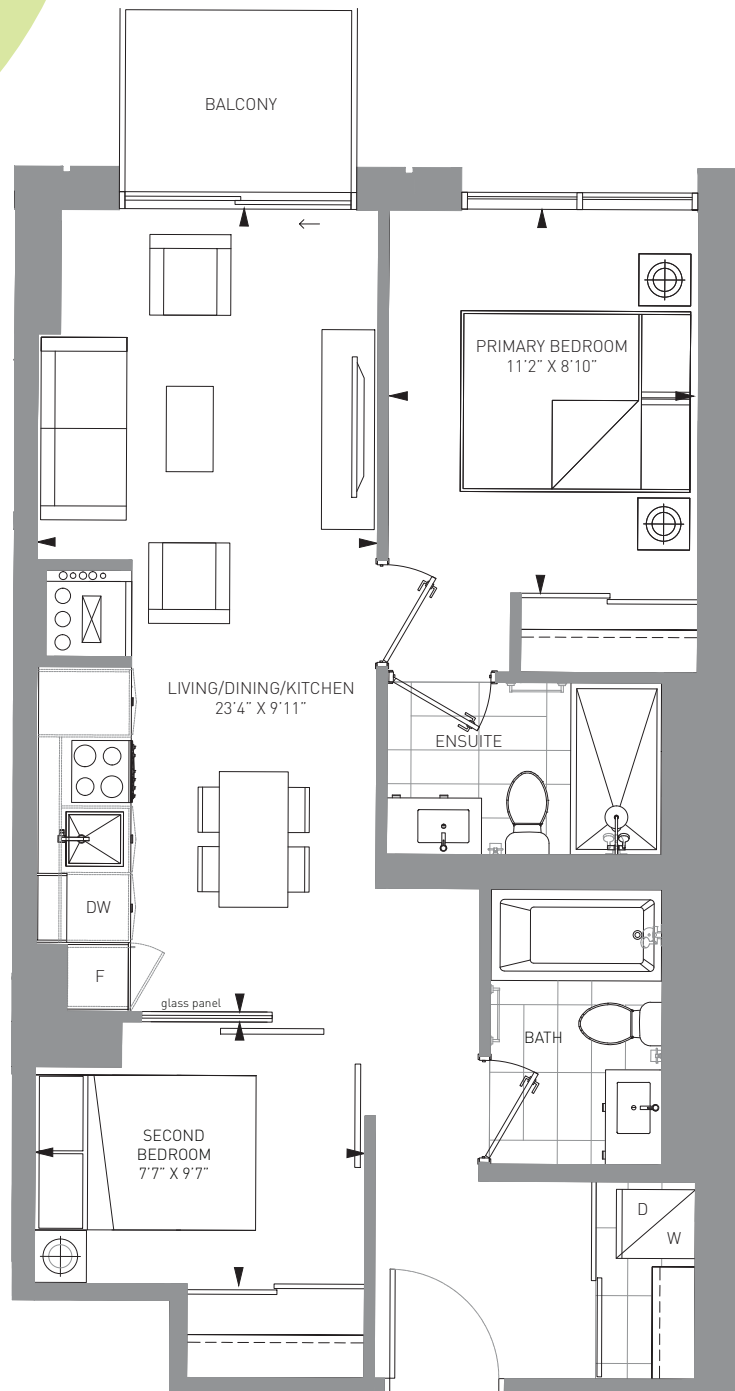 BALCONY
PRIMARY BEDROOM
11'2" X 8'10"
LIVING/DINING/KITCHEN
23'4" X 9'11"
ENSUITE
DW
F
glass panel
BATH
SECOND
BEDROOM
7'7" X 9'7"
D
W